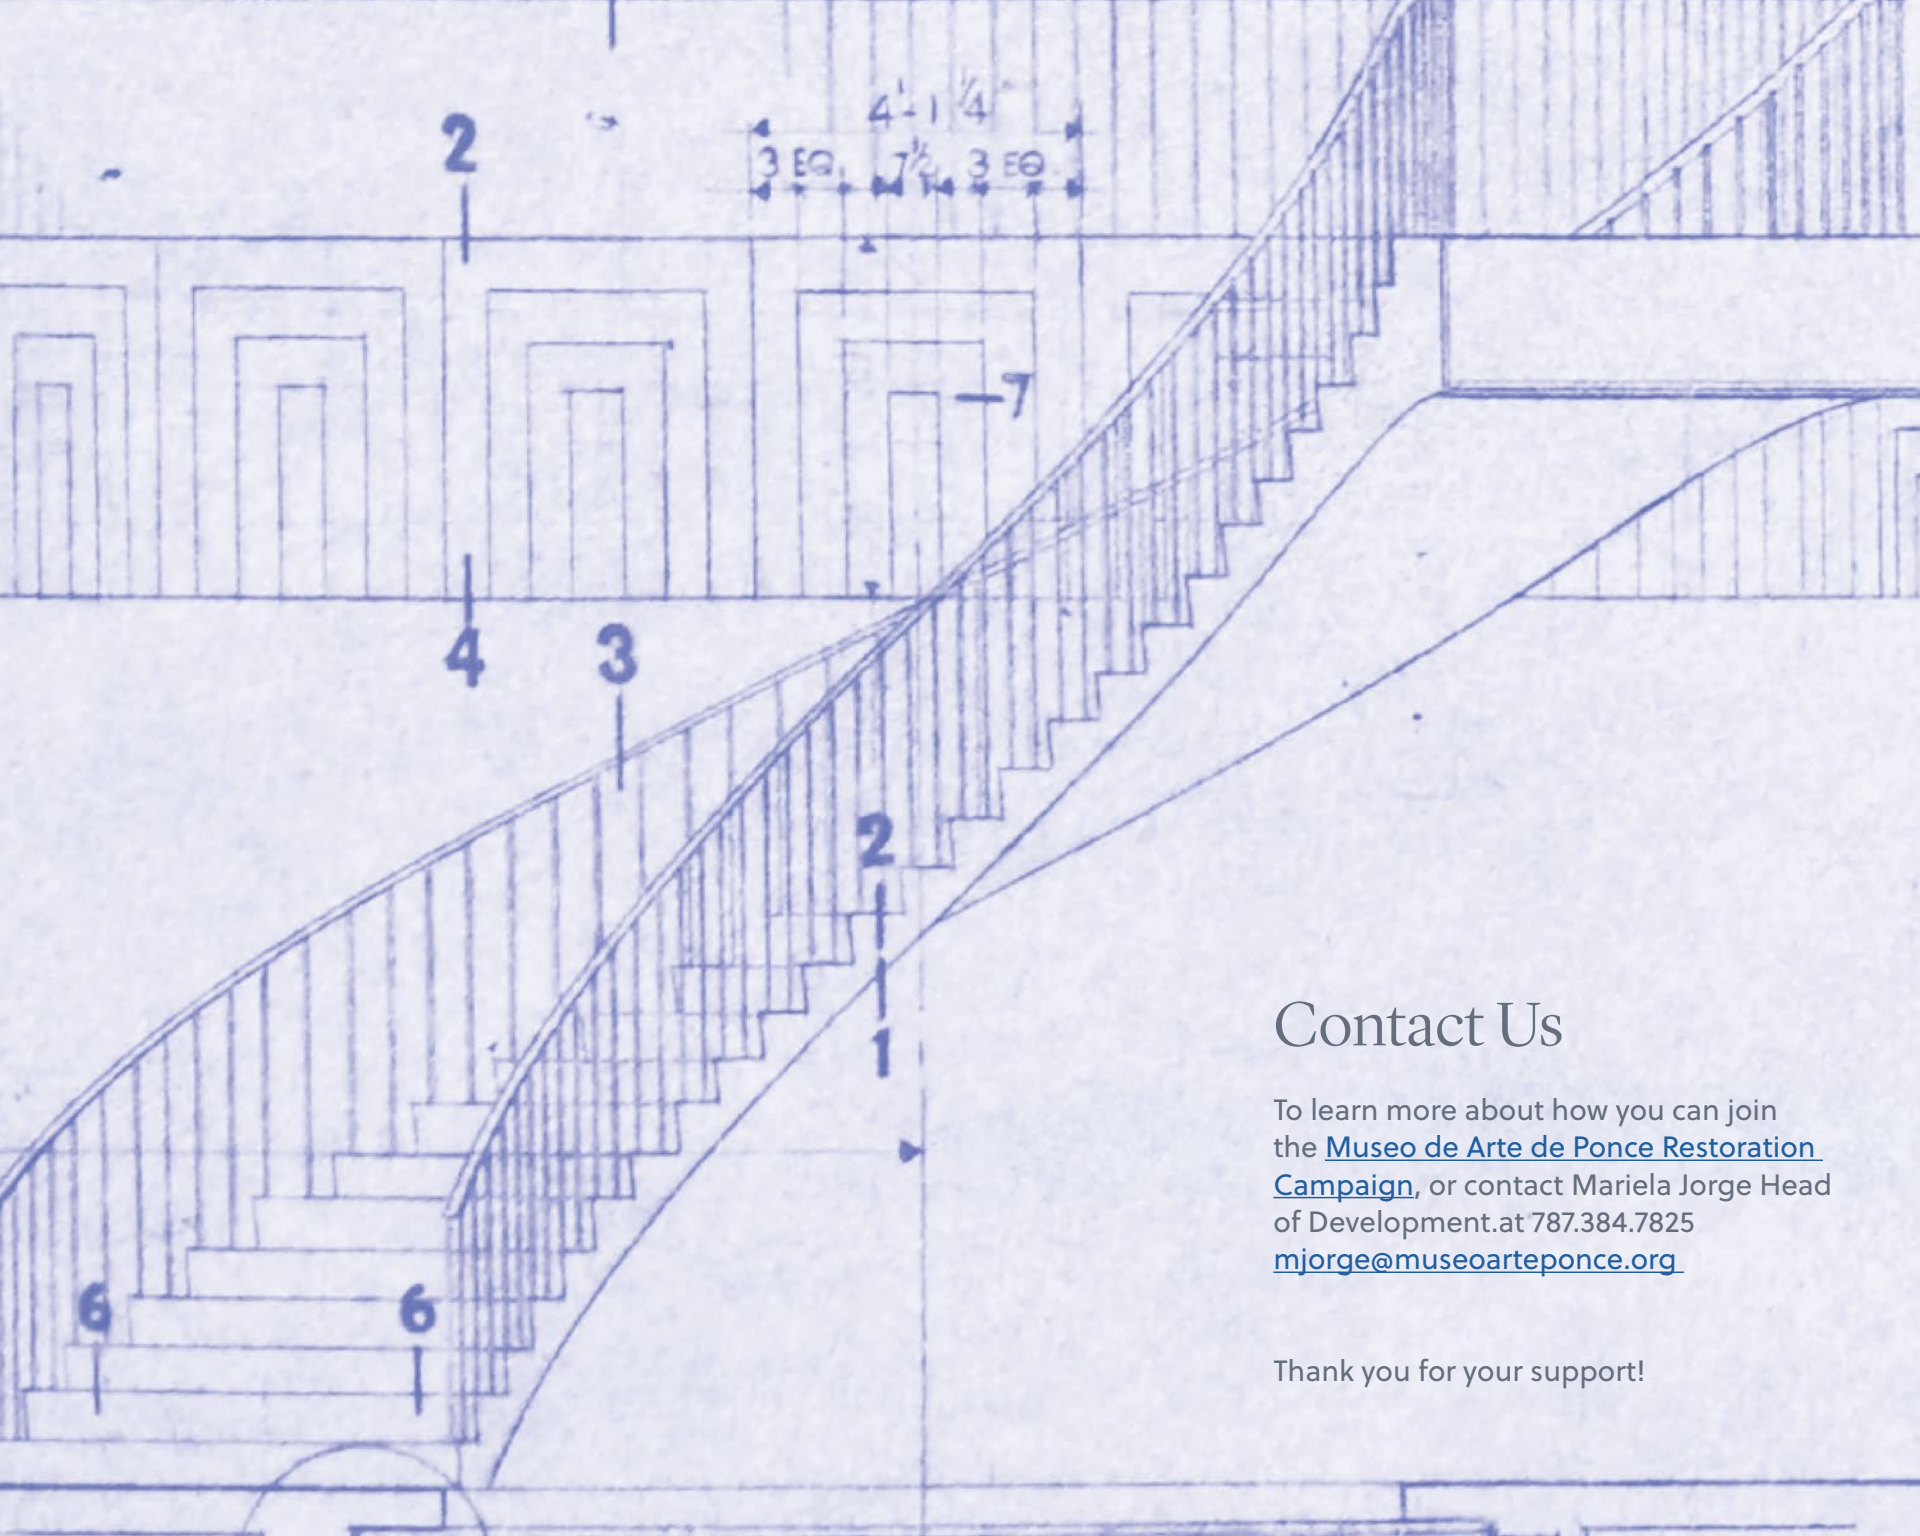 2
4'-1 1/4"
3 EQ. 7½ 3 EQ.
7
4
3
2
1
6
6
Contact Us
To learn more about how you can join
the Museo de Arte de Ponce Restoration
Campaign, or contact Mariela Jorge Head
of Development.at 787.384.7825
mjorge@museoarteponce.org
Thank you for your support!